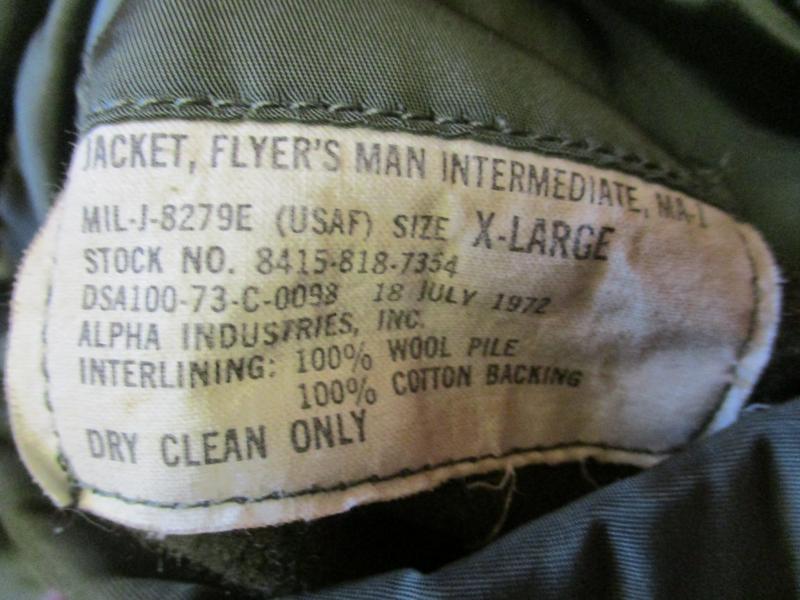 JACKET, FLYER'S MAN INTERMEDIATE, MA-1
MIL-J-8279E (USAF) SIZE X-LARGE
STOCK NO. 8415-818-7354
DSA100-73-C-0098 18 JULY 1972
ALPHA INDUSTRIES, INC.
INTERLINING: 100% WOOL PILE
100% COTTON BACKING
DRY CLEAN ONLY